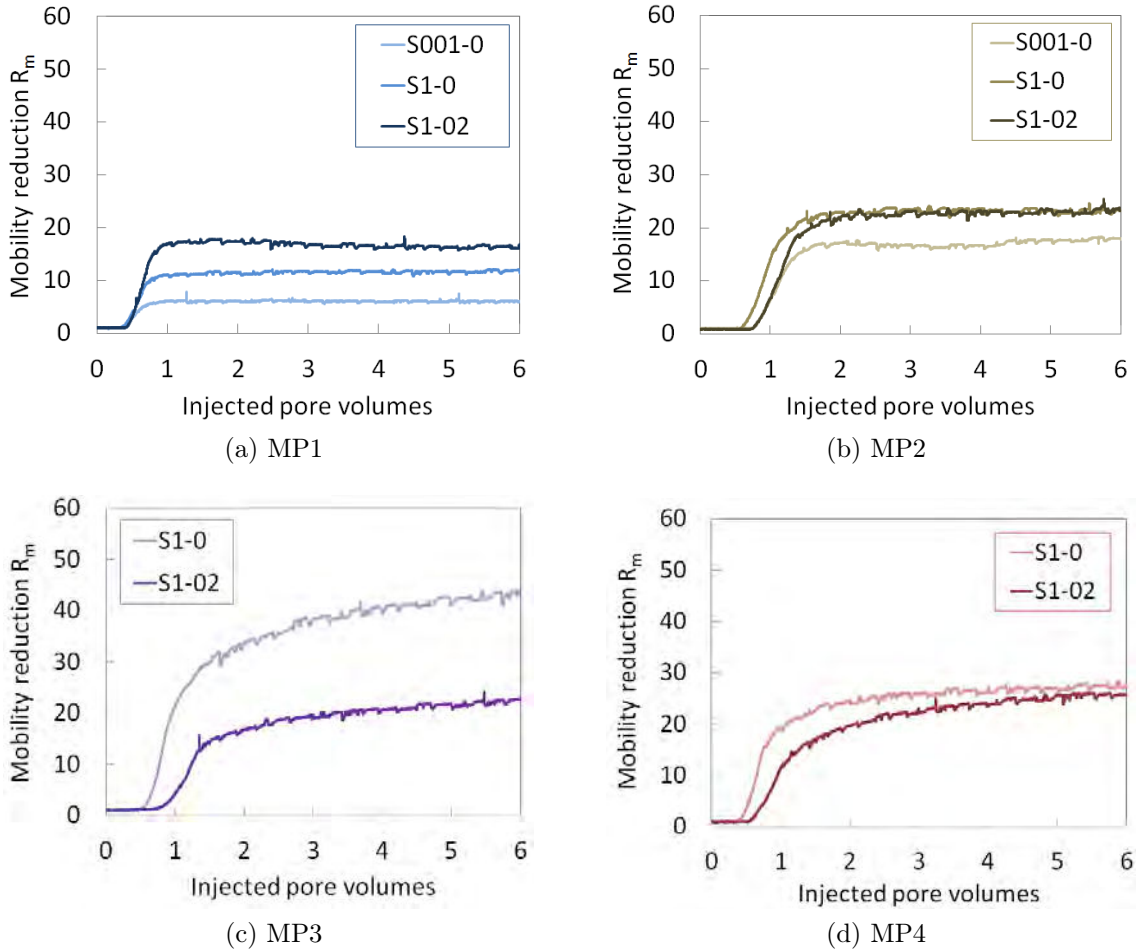 60
50
40
30
20
10
0
Mobility reduction Rm
S001-0
S1-0
S1-02
0 1 2 3 4 5 6
Injected pore volumes
(a) MP1
60
50
40
30
20
10
0
Mobility reduction Rm
S001-0
S1-0
S1-02
0 1 2 3 4 5 6
Injected pore volumes
(b) MP2
60
50
40
30
20
10
0
Mobility reduction Rm
S1-0
S1-02
0 1 2 3 4 5 6
Injected pore volumes
(c) MP3
60
50
40
30
20
10
0
Mobility reduction Rm
S1-0
S1-02
0 1 2 3 4 5 6
Injected pore volumes
(d) MP4